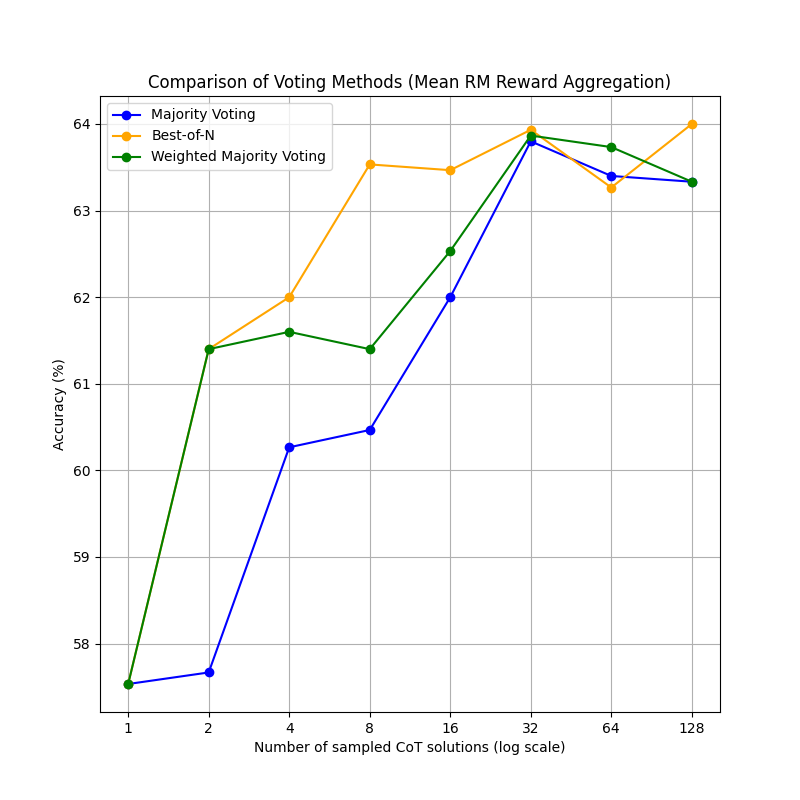 Comparison of Voting Methods (Mean RM Reward Aggregation)
Majority Voting
Best-of-N
Weighted Majority Voting
Accuracy (%)
64
63
62
61
60
59
58
1 2 4 8 16 32 64 128
Number of sampled CoT solutions (log scale)